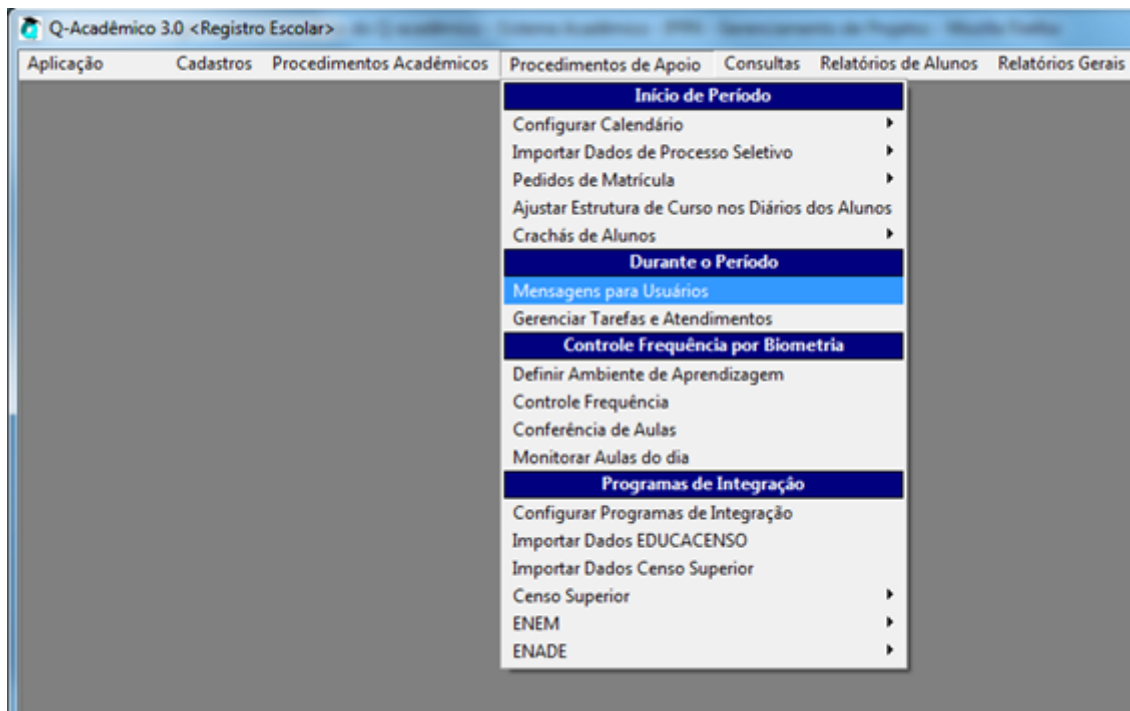 Q-Acadêmico 3.0 <Registro Escolar>
Aplicação Cadastros Procedimentos Acadêmicos Procedimentos de Apoio Consultas Relatórios de Alunos Relatórios Gerais
Início de Período
Configurar Calendário
Importar Dados de Processo Seletivo
Pedidos de Matrícula
Ajustar Estrutura de Curso nos Diários dos Alunos
Crachás de Alunos
Durante o Período
Mensagens para Usuários
Gerenciar Tarefas e Atendimentos
Controle Frequência por Biometria
Definir Ambiente de Aprendizagem
Controle Frequência
Conferência de Aulas
Monitorar Aulas do dia
Programas de Integração
Configurar Programas de Integração
Importar Dados EDUCACENSO
Importar Dados Censo Superior
Censo Superior
ENEM
ENADE